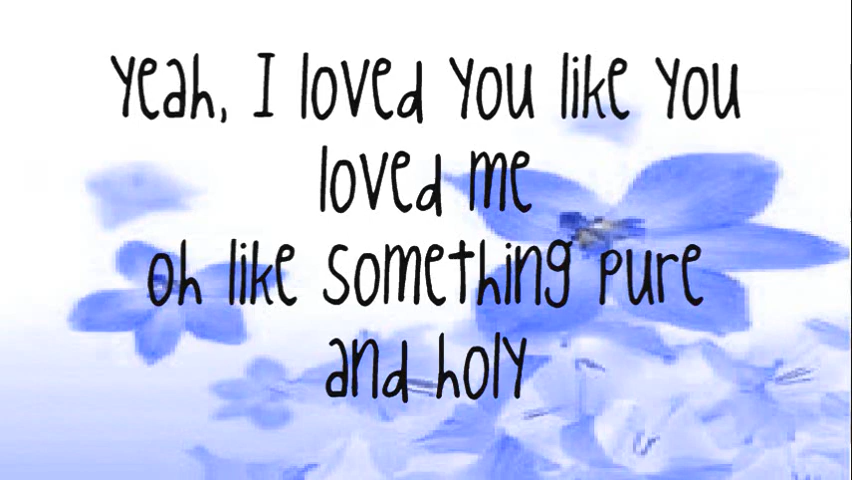 Yeah, I loved you like you
loved me
oh like something pure
and holy